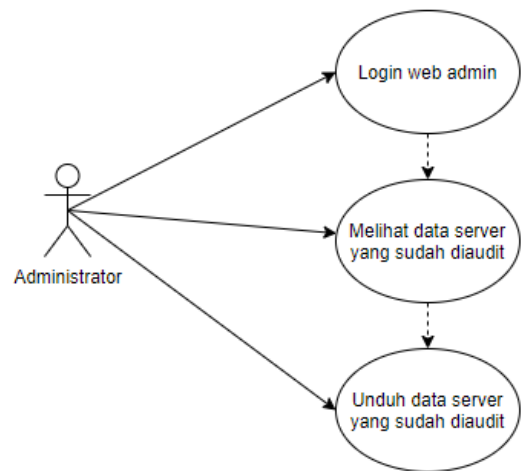 Login web admin
Melihat data server
yang sudah diaudit
Administrator
Unduh data server
yang sudah diaudit